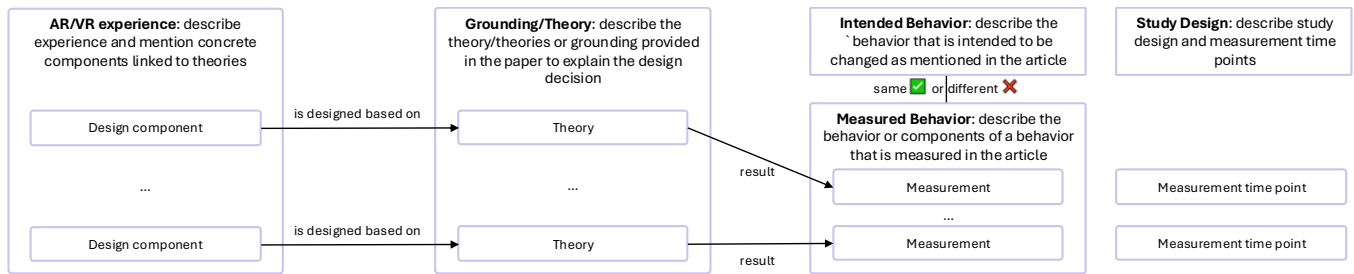 AR/VR experience: describe
experience and mention concrete
components linked to theories
Design component
...
Design component
is designed based on
is designed based on
Grounding/Theory: describe the
theory/theories or grounding provided
in the paper to explain the design
decision
Theory
...
Theory
result
result
Intended Behavior: describe the
` behavior that is intended to be
changed as mentioned in the article
same ✅ or different ❌
Measured Behavior: describe the
behavior or components of a behavior
that is measured in the article
Measurement
...
Measurement
Study Design: describe study
design and measurement time
points
Measurement time point
Measurement time point